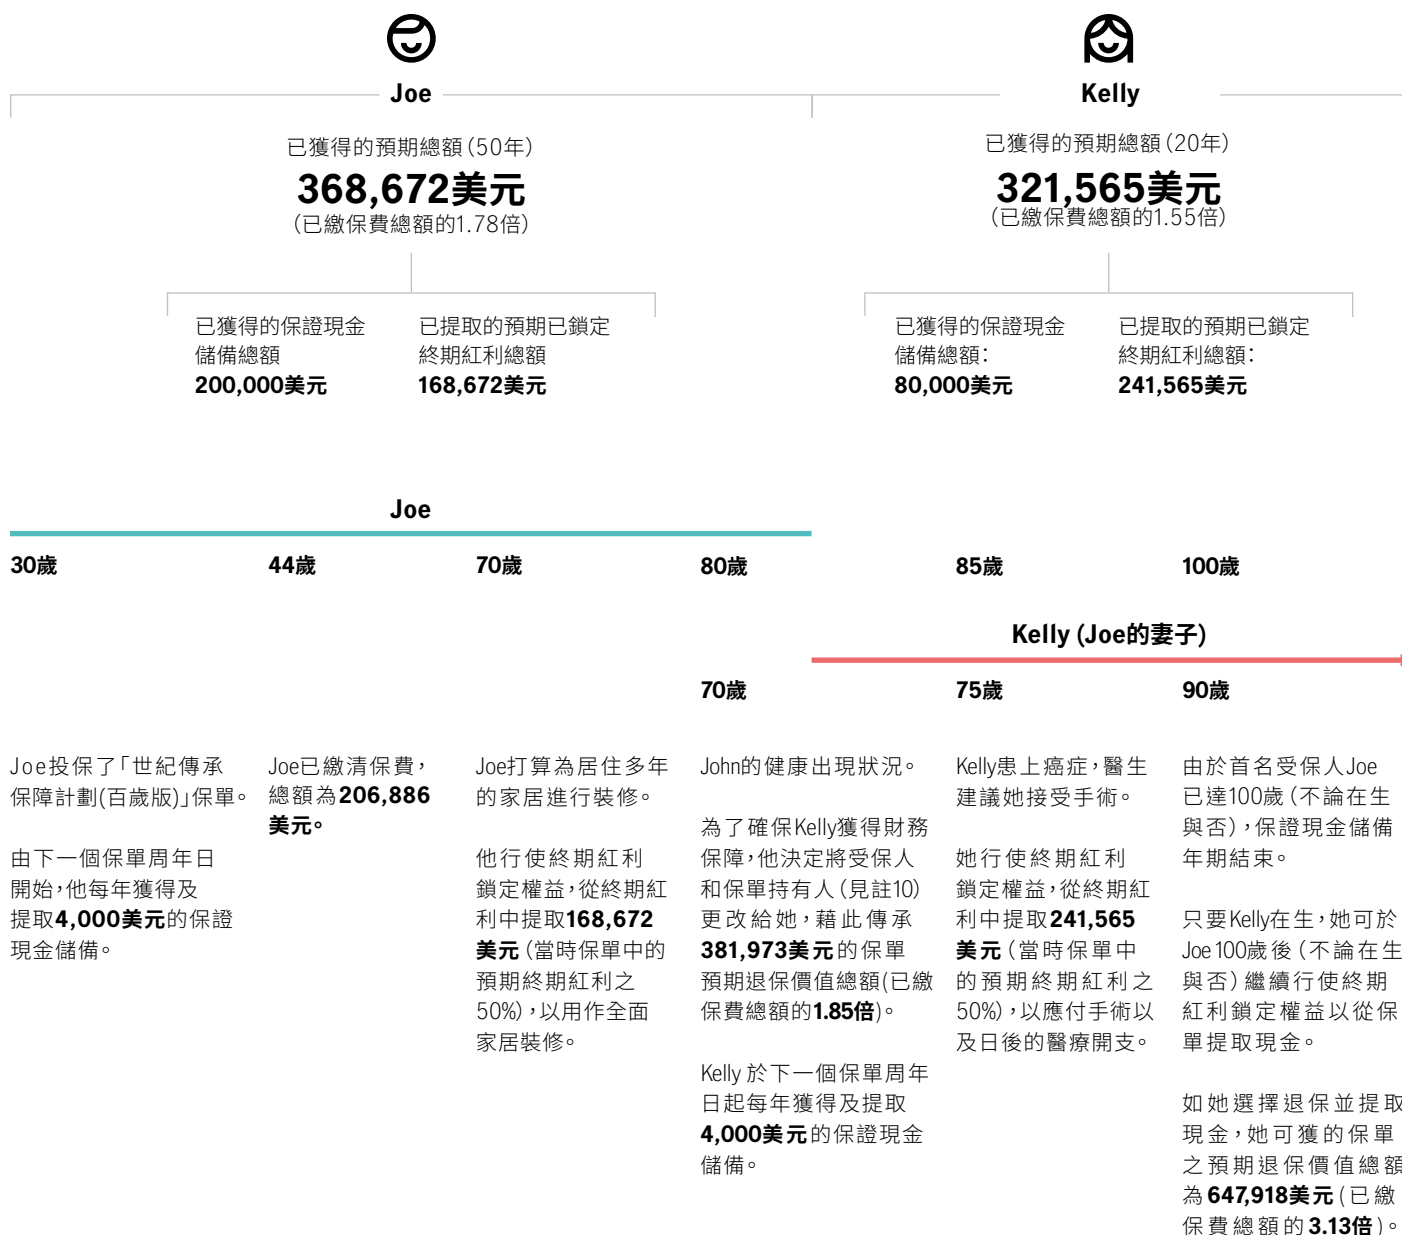 Joe
已獲得的預期總額(50年)
368,672美元
(已繳保費總額的1.78倍)
已獲得的保證現金
儲備總額
200,000美元
已提取的預期已鎖定
終期紅利總額
168,672美元
Kelly
已獲得的預期總額(20年)
321,565美元
(已繳保費總額的1.55倍)
已獲得的保證現金
儲備總額：
80,000美元
已提取的預期已鎖定
終期紅利總額：
241,565美元
Joe
30歲
44歲
70歲
80歲
85歲
100歲
Kelly (Joe的妻子)
70歲
75歲
90歲
Joe投保了「世紀傳承
保障計劃(百歲版)」保單。
由下一個保單周年日
開始，他每年獲得及
提取4,000美元的保證
現金儲備。
Joe已繳清保費，
總額為206,886
美元。
Joe打算為居住多年
的家居進行裝修。
他行使終期紅利
鎖定權益，從終期紅
利中提取168,672
美元(當時保單中的
預期終期紅利之
50%)，以用作全面
家居裝修。
John的健康出現狀況。
為了確保Kelly獲得財務
保障，他決定將受保人
和保單持有人(見註10)
更改給她，藉此傳承
381,973美元的保單
預期退保價值總額(已繳
保費總額的1.85倍)。
Kelly 於下一個保單周年
日起每年獲得及提取
4,000美元的保證現金
儲備。
Kelly患上癌症，醫生
建議她接受手術。
她行使終期紅利
鎖定權益，從終期紅
利中提取241,565
美元(當時保單中
的預期終期紅利之
50%)，以應付手術以
及日後的醫療開支。
由於首名受保人Joe
已達100歲(不論在生
與否)，保證現金儲備
年期結束。
只要Kelly在生，她可於
Joe 100歲後(不論在生
與否)繼續行使終期
紅利鎖定權益以從保
單提取現金。
如她選擇退保並提取
現金，她可獲的保單
之預期退保價值總額
為647,918美元(已繳
保費總額的3.13倍)。